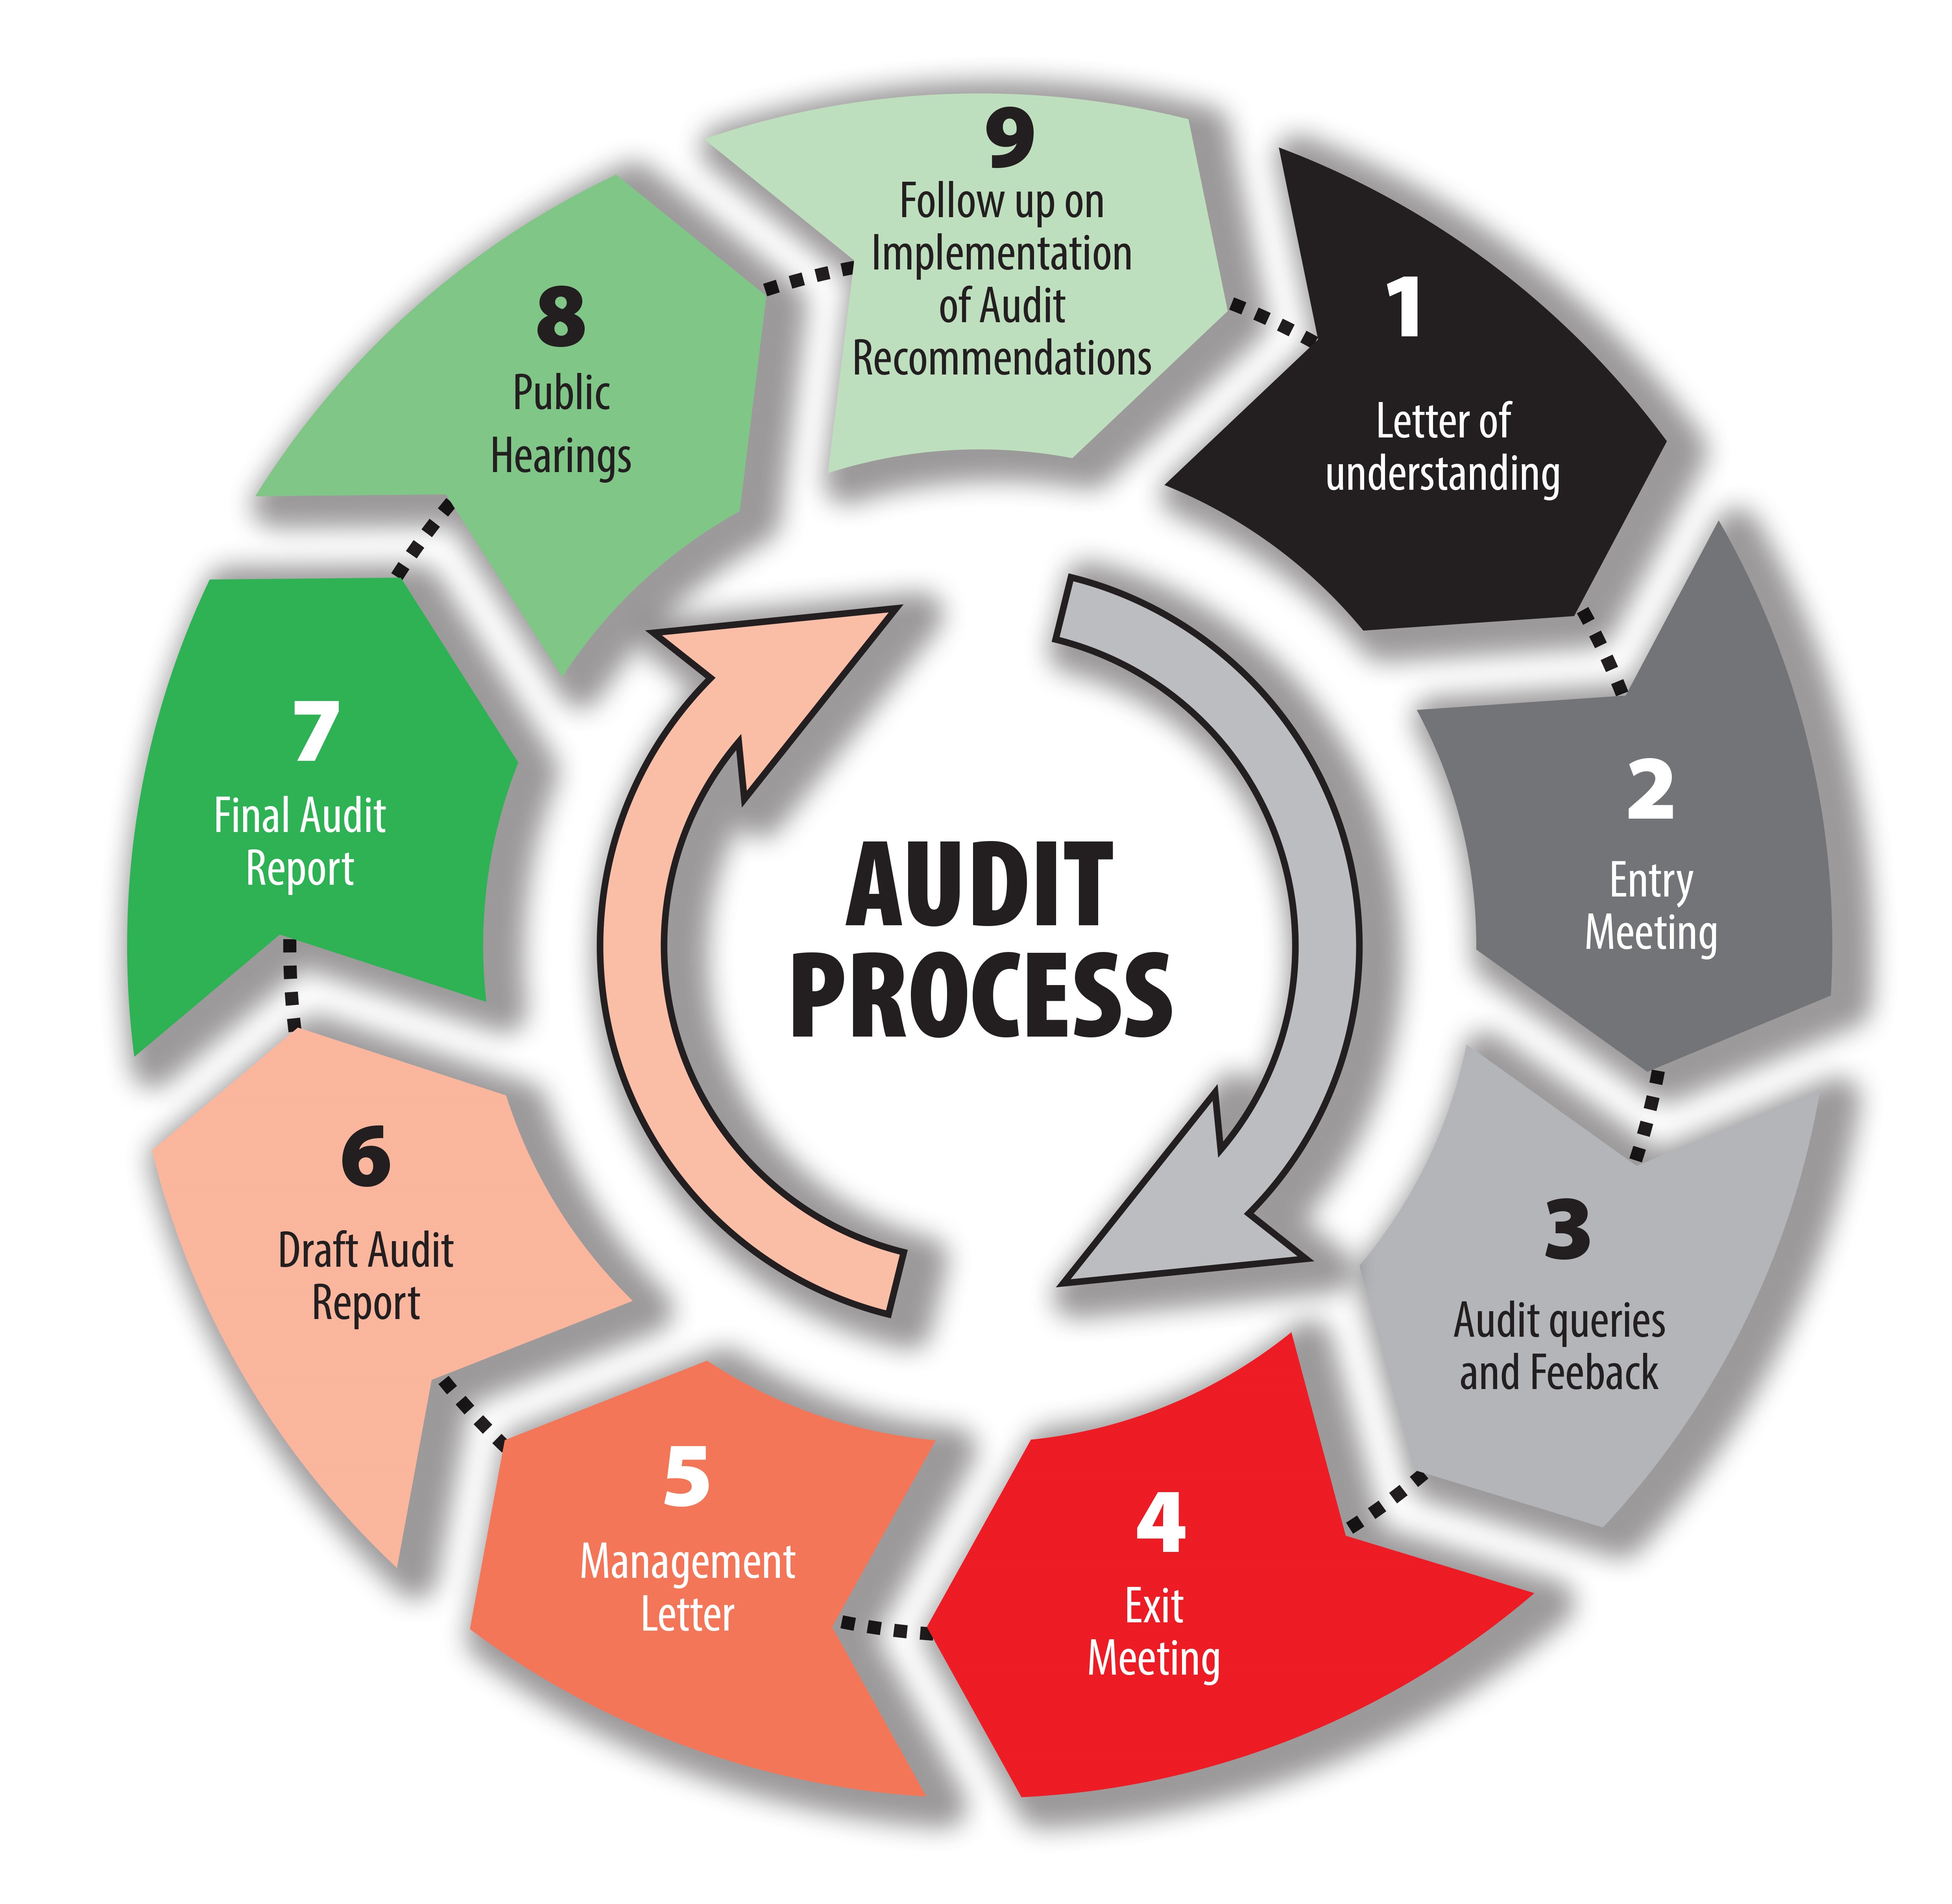 AUDIT
PROCESS
1
Letter of
understanding
2
Entry
Meeting
3
Audit queries
and Feeback
4
Exit
Meeting
5
Management
Letter
6
Draft Audit
Report
7
Final Audit
Report
8
Public
Hearings
9
Follow up on
Implementation
of Audit
Recommendations